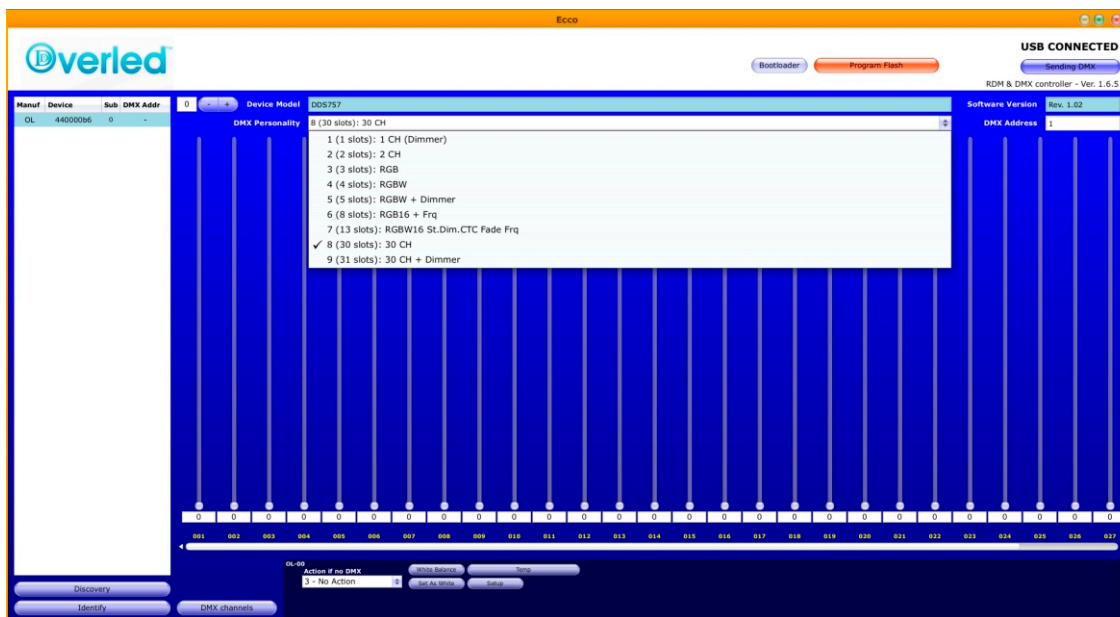 Ecco
Overled™
USB CONNECTED
Bootloader
Program Flash
Sending DMX
RDM & DMX controller - Ver. 1.6.5
Manuf Device Sub DMX Addr
OL 440000b6 0 -
0 - + Device Model DDS757 Software Version Rev. 1.02
DMX Personality 8 (30 slots): 30 CH DMX Address 1
1 (1 slots): 1 CH (Dimmer)
2 (2 slots): 2 CH
3 (3 slots): RGB
4 (4 slots): RGBW
5 (5 slots): RGBW + Dimmer
6 (8 slots): RGB16 + Frq
7 (13 slots): RGBW16 St.Dim.CTC Fade Frq
✓ 8 (30 slots): 30 CH
9 (31 slots): 30 CH + Dimmer
0 0 0 0 0 0 0 0 0 0 0 0 0 0 0 0 0 0 0 0 0 0 0 0 0 0 0
001 002 003 004 005 006 007 008 009 010 011 012 013 014 015 016 017 018 019 020 021 022 023 024 025 026 027
OL-00
Action if no DMX
3 - No Action
White Balance
Temp
Set As White
Setup
Discovery
Identify
DMX channels